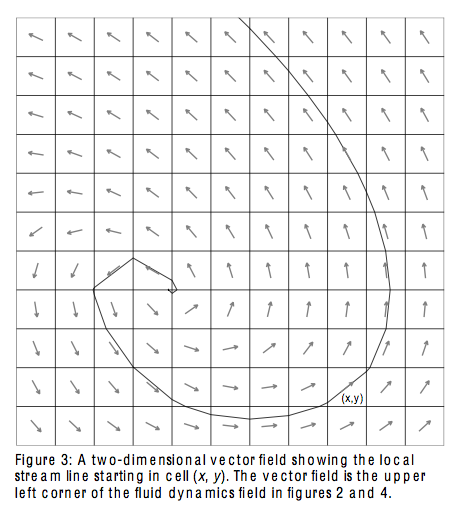 (x,y)
Figure 3: A two-dimensional vector field showing the local
stream line starting in cell (x, y). The vector field is the upper
left corner of the fluid dynamics field in figures 2 and 4.